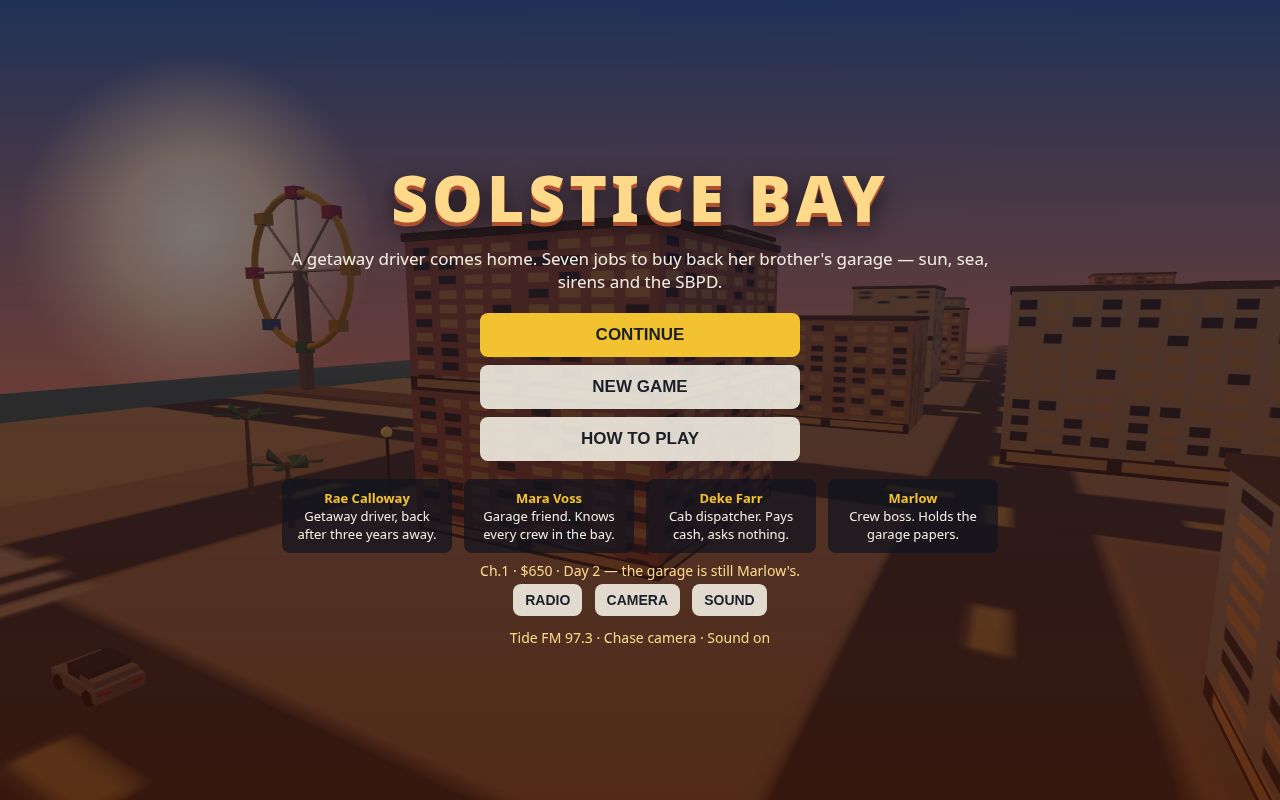 SOLSTICE BAY
A getaway driver comes home. Seven jobs to buy back her brother's garage — sun, sea,
sirens and the SBPD.
CONTINUE
NEW GAME
HOW TO PLAY
Rae Calloway
Getaway driver, back
after three years away.
Mara Voss
Garage friend. Knows
every crew in the bay.
Deke Farr
Cab dispatcher. Pays
cash, asks nothing.
Marlow
Crew boss. Holds the
garage papers.
Ch.1 · $650 · Day 2 — the garage is still Marlow's.
RADIO
CAMERA
SOUND
Tide FM 97.3 · Chase camera · Sound on